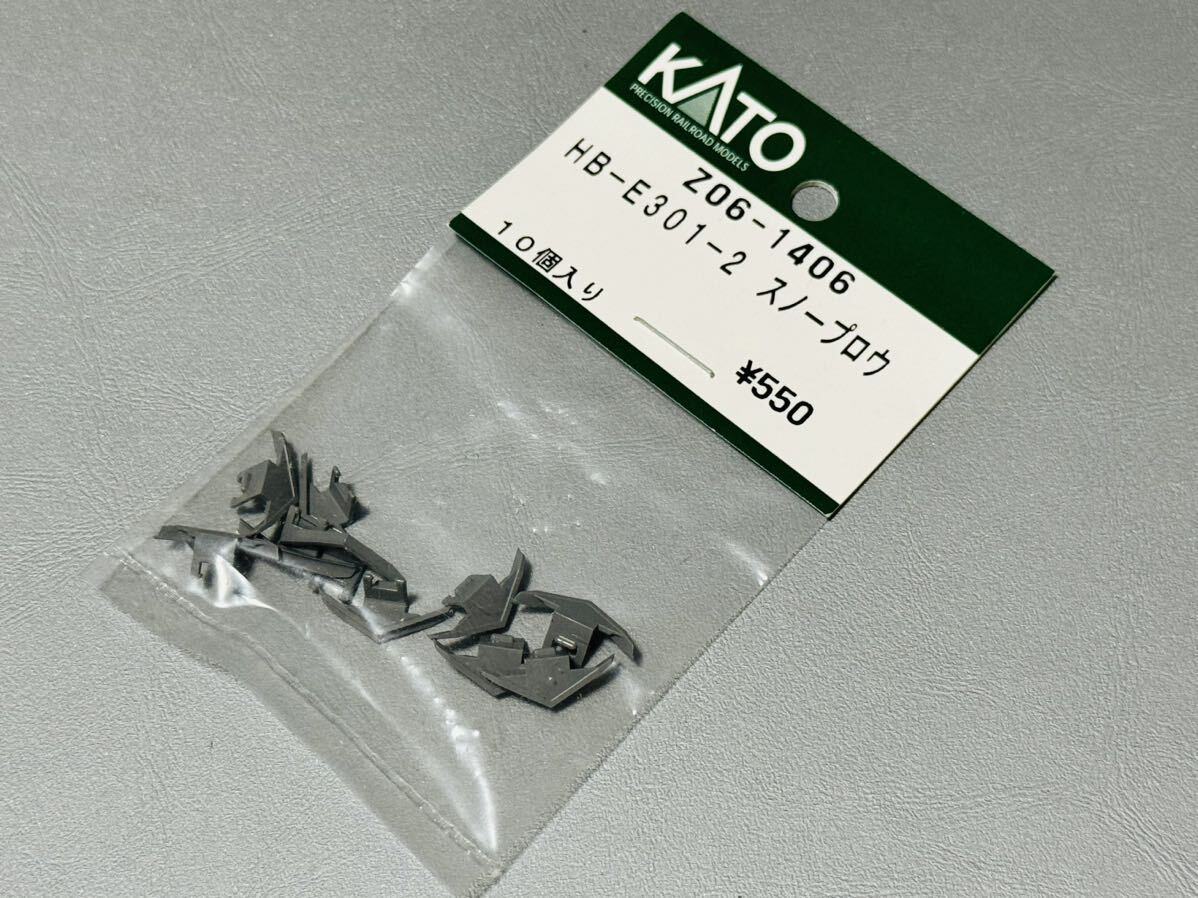 KATO
PRECISION RAILROAD MODELS
Z06-1406
HB-E301-2 スノープロウ
10個入り
¥550